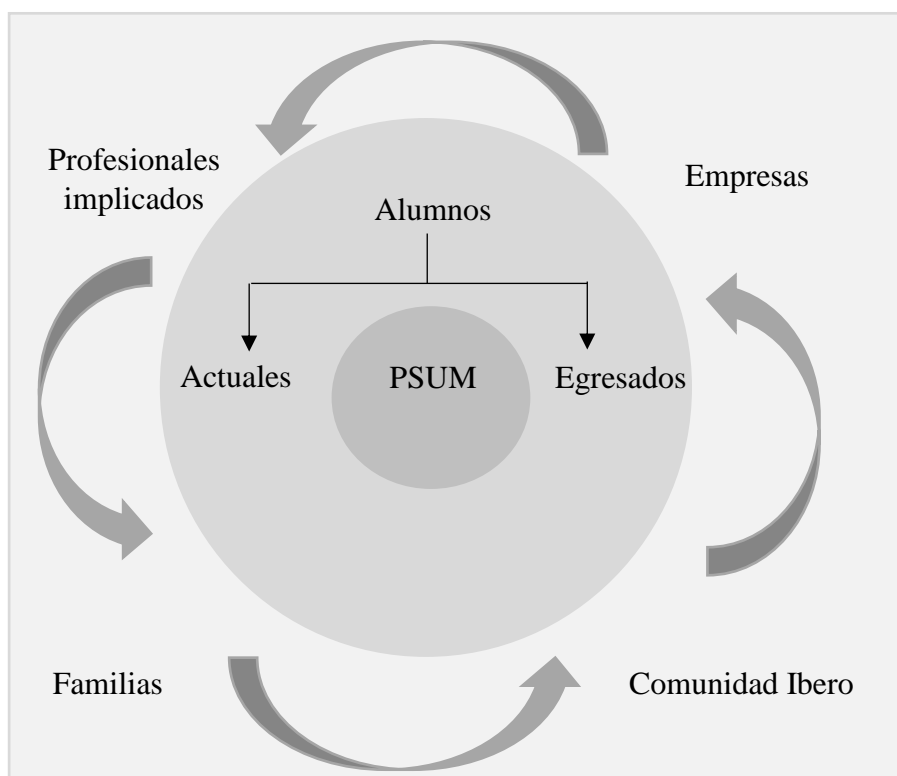 Profesionales
implicados
Empresas
Alumnos
Actuales
PSUM
Egresados
Familias
Comunidad Ibero